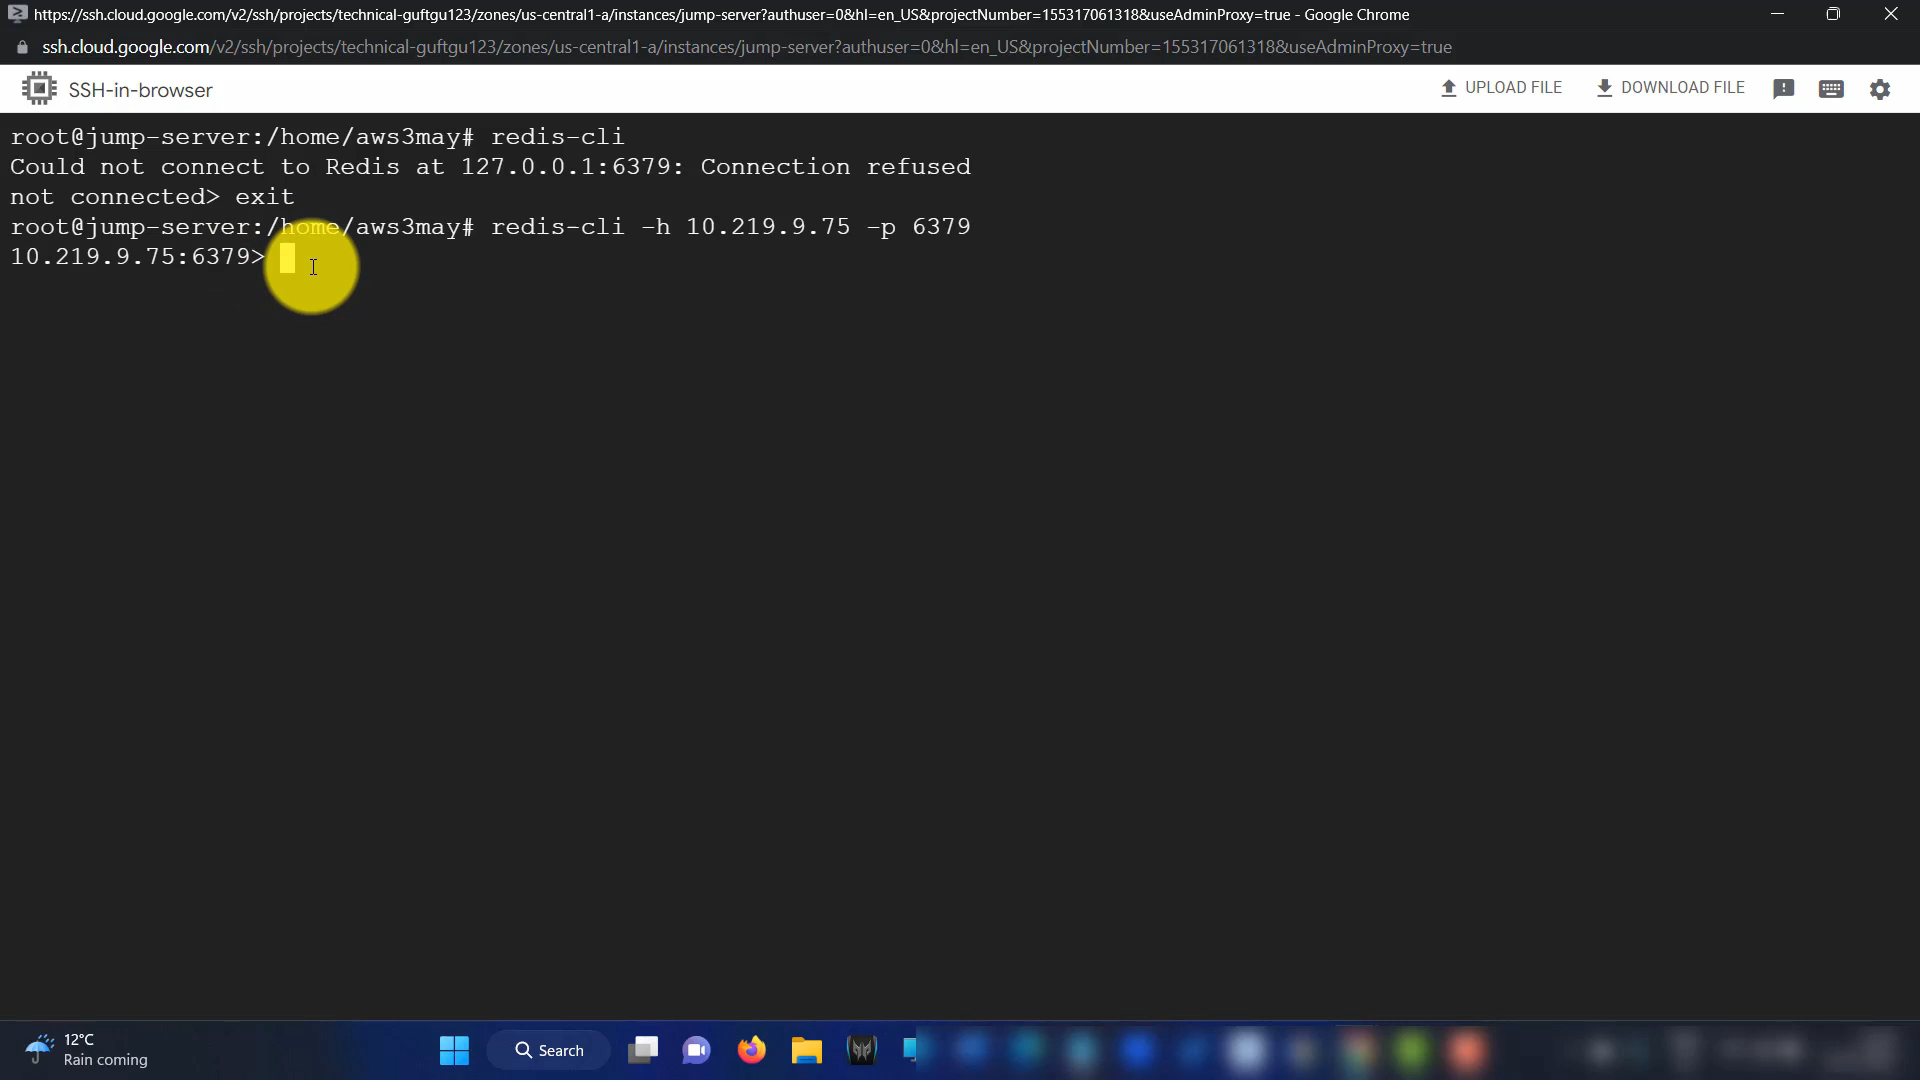 https://ssh.cloud.google.com/v2/ssh/projects/technical-guftgu123/zones/us-central1-a/instances/jump-server?authuser=0&hl=en_US&projectNumber=155317061318&useAdminProxy=true - Google Chrome
ssh.cloud.google.com/v2/ssh/projects/technical-guftgu123/zones/us-central1-a/instances/jump-server?authuser=0&hl=en_US&projectNumber=155317061318&useAdminProxy=true
SSH-in-browser
UPLOAD FILE
DOWNLOAD FILE
root@jump-server:/home/aws3may# redis-cli
Could not connect to Redis at 127.0.0.1:6379: Connection refused
not connected> exit
root@jump-server:/home/aws3may# redis-cli -h 10.219.9.75 -p 6379
10.219.9.75:6379>
12°C
Rain coming
Search